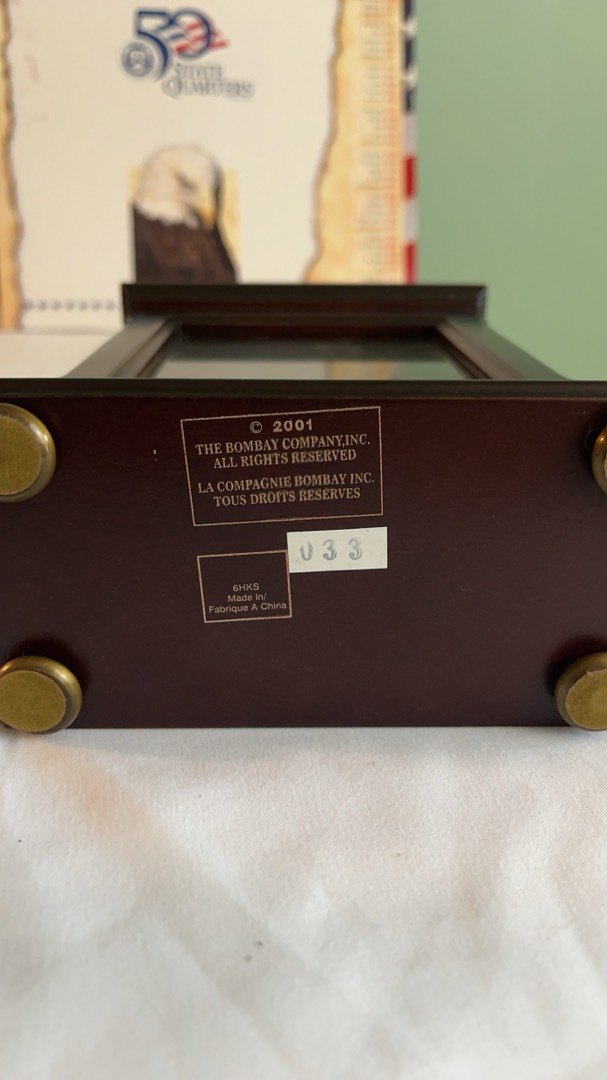 50
STATE
QUARTERS
© 2001
THE BOMBAY COMPANY,INC.
ALL RIGHTS RESERVED
LA COMPAGNIE BOMBAY INC.
TOUS DROITS RESERVES
033
6HKS
Made In/
Fabrique A China